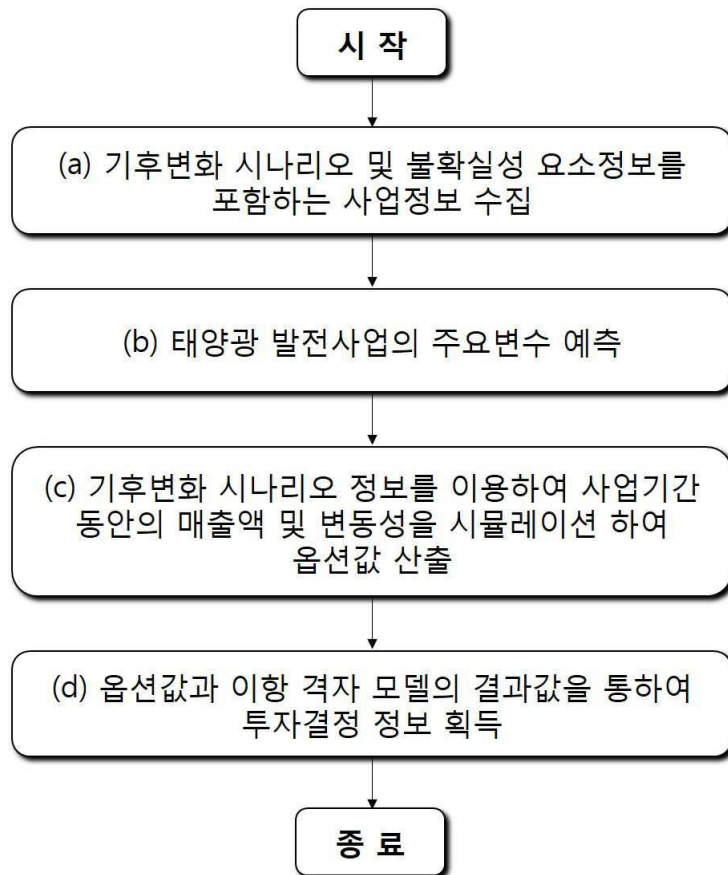 시 작
(a) 기후변화 시나리오 및 불확실성 요소정보를
포함하는 사업정보 수집
(b) 태양광 발전사업의 주요변수 예측
(c) 기후변화 시나리오 정보를 이용하여 사업기간
동안의 매출액 및 변동성을 시뮬레이션 하여
옵션값 산출
(d) 옵션값과 이항 격자 모델의 결과값을 통하여
투자결정 정보 획득
종 료